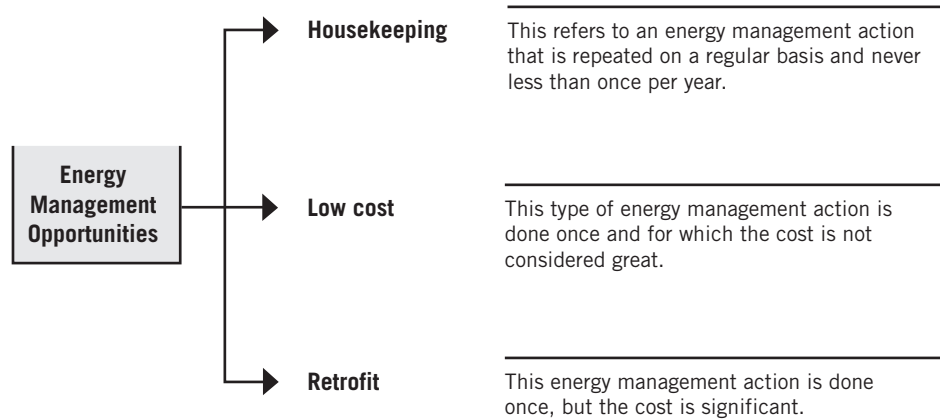 Energy
Management
Opportunities
Housekeeping
This refers to an energy management action
that is repeated on a regular basis and never
less than once per year.
Low cost
This type of energy management action is
done once and for which the cost is not
considered great.
Retrofit
This energy management action is done
once, but the cost is significant.